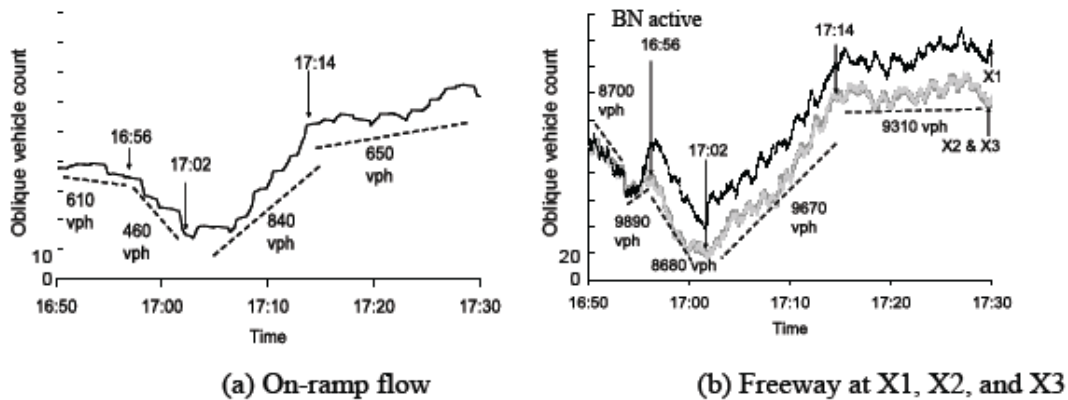 Oblique vehicle count
17:14
16:56
17:02
610
vph
460
vph
840
vph
650
vph
10
0
16:50
17:00
17:10
17:20
17:30
Time
(a) On-ramp flow
Oblique vehicle count
BN active
16:56
17:14
8700
vph
17:02
X1
9310 vph
X2 & X3
9890
vph
9670
vph
8680 vph
20
0
16:50
17:00
17:10
17:20
17:30
Time
(b) Freeway at X1, X2, and X3